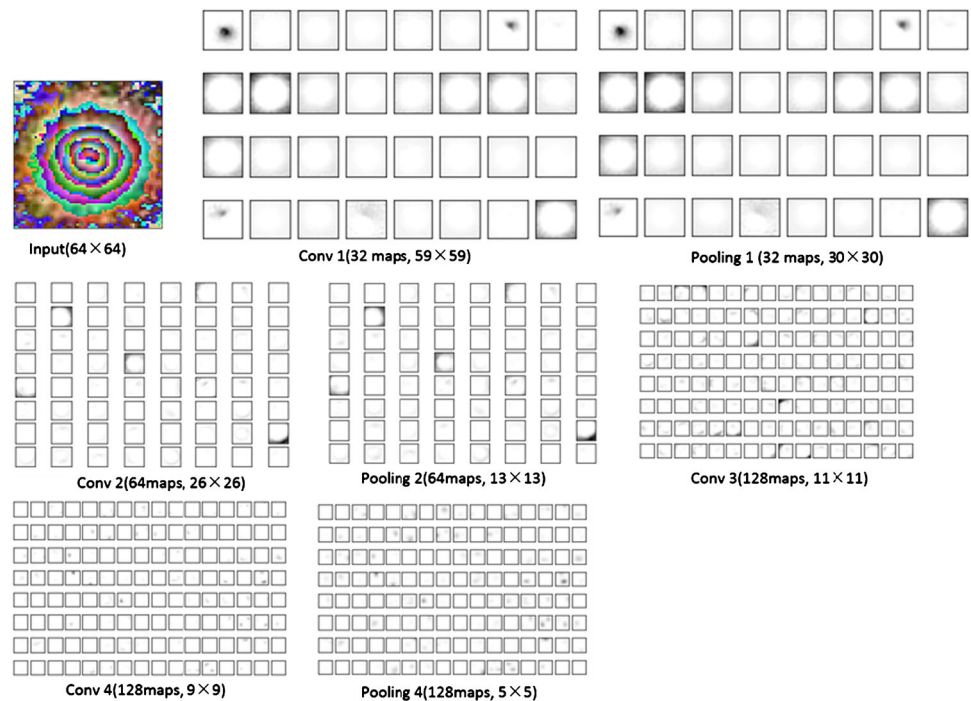 Input(64×64)
Conv 1(32 maps, 59×59)
Pooling 1 (32 maps, 30×30)
Conv 2(64maps, 26×26)
Pooling 2(64maps, 13×13)
Conv 3(128maps, 11×11)
Conv 4(128maps, 9×9)
Pooling 4(128maps, 5×5)